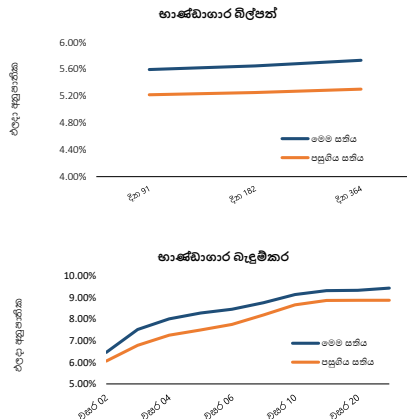 භාණ්ඩාගාර බිල්පත්
ඵලදා අනුපාතික
6.00%
5.60%
5.20%
4.80%
4.40%
4.00%
මෙම සතිය
පසුගිය සතිය
දින 91
දින 182
දින 364
භාණ්ඩාගාර බැඳුම්කර
ඵලදා අනුපාතික
10.00%
9.00%
8.00%
7.00%
6.00%
5.00%
මෙම සතිය
පසුගිය සතිය
වසර 02
වසර 04
වසර 06
වසර 10
වසර 20